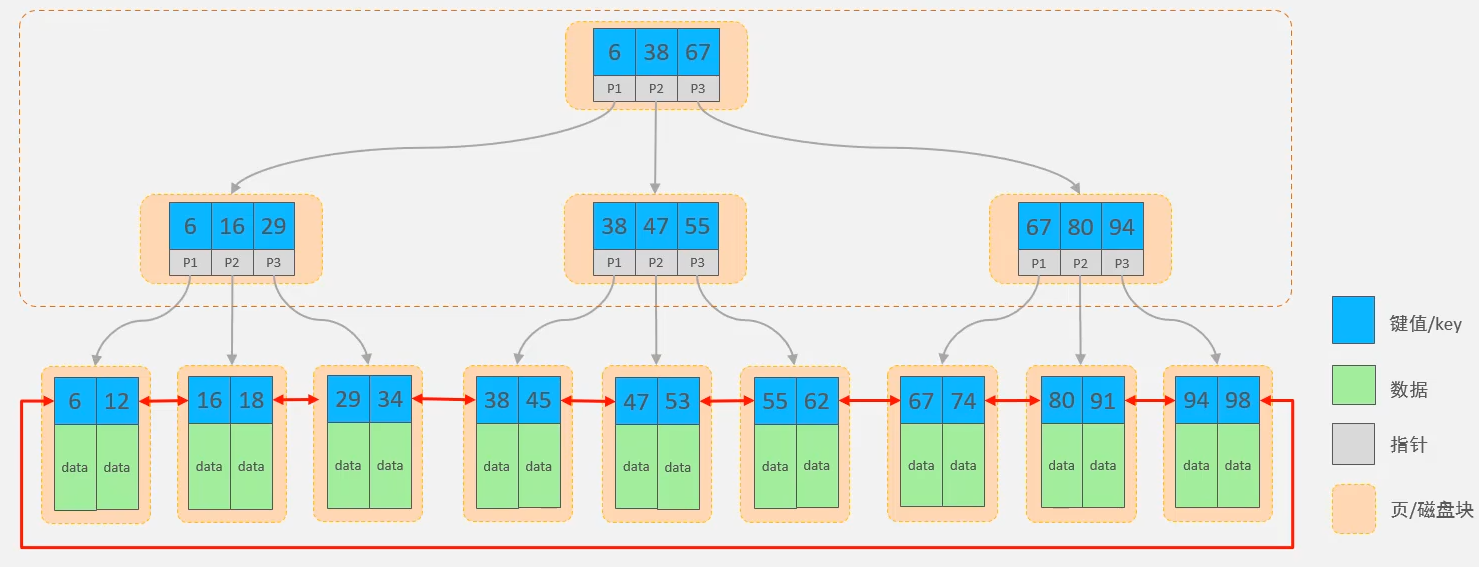 6 38 67
P1 P2 P3
6 16 29
P1 P2 P3
38 47 55
P1 P2 P3
67 80 94
P1 P2 P3
6 12
data data
16 18
data data
29 34
data data
38 45
data data
47 53
data data
55 62
data data
67 74
data data
80 91
data data
94 98
data data
键值/key
数据
指针
页/磁盘块